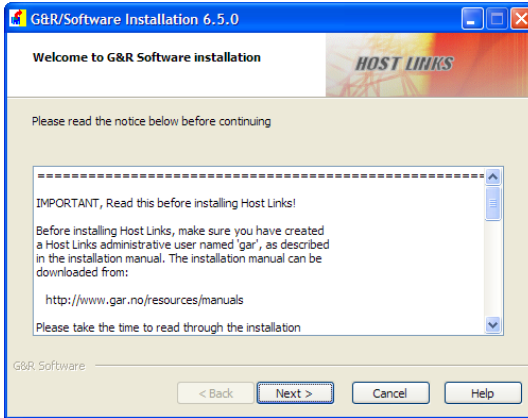 G&R/Software Installation 6.5.0
Welcome to G&R Software installation
HOST LINKS
Please read the notice below before continuing
==========================================================
IMPORTANT, Read this before installing Host Links!
Before installing Host Links, make sure you have created
a Host Links administrative user named 'gar', as described
in the installation manual. The installation manual can be
downloaded from:
http://www.gar.no/resources/manuals
Please take the time to read through the installation
G&R Software
< Back
Next >
Cancel
Help